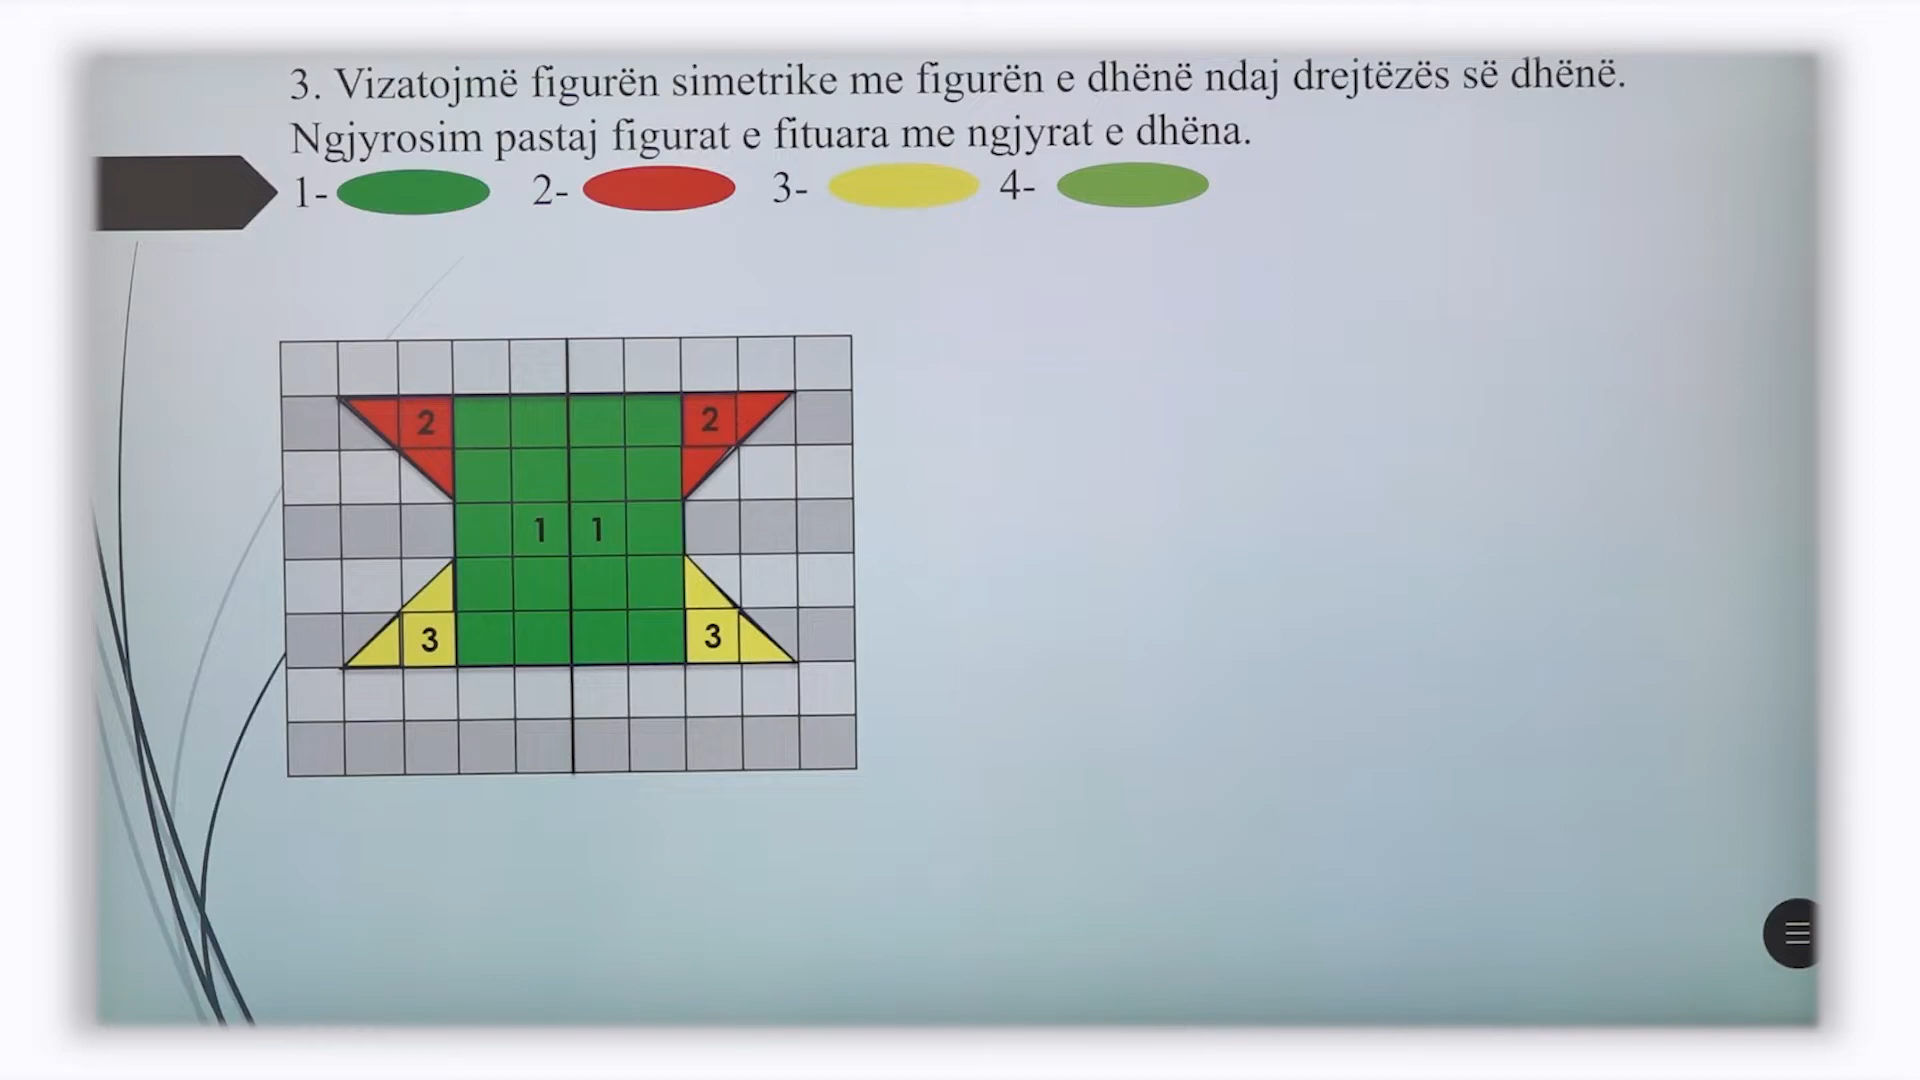 3. Vizatojmë figurën simetrike me figurën e dhënë ndaj drejtëzës së dhënë.
Ngjyrosim pastaj figurat e fituara me ngjyrat e dhëna.
1- 2- 3- 4-
2 2
1 1
3 3